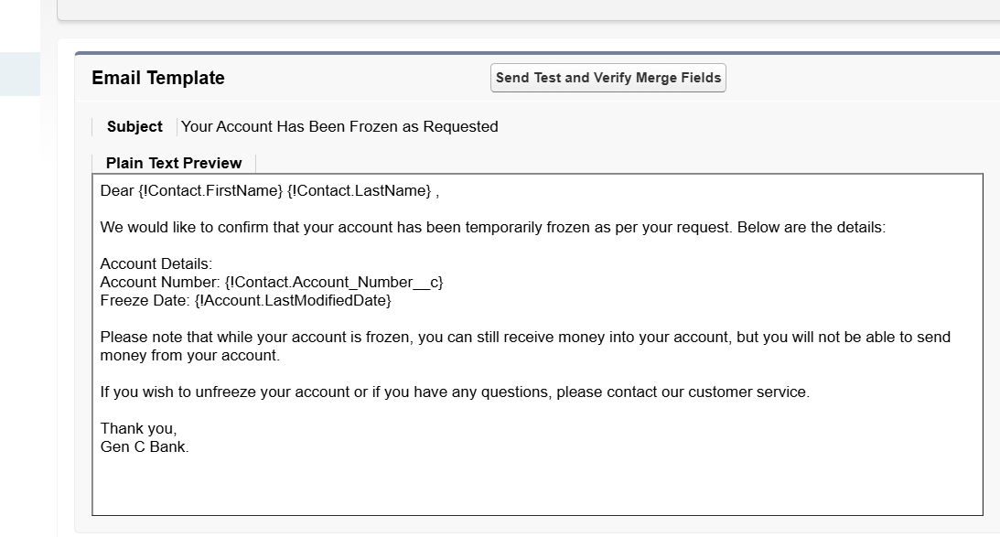 Email Template
Send Test and Verify Merge Fields
Subject Your Account Has Been Frozen as Requested
Plain Text Preview
Dear {!Contact.FirstName} {!Contact.LastName} ,
We would like to confirm that your account has been temporarily frozen as per your request. Below are the details:
Account Details:
Account Number: {!Contact.Account_Number__c}
Freeze Date: {!Account.LastModifiedDate}
Please note that while your account is frozen, you can still receive money into your account, but you will not be able to send
money from your account.
If you wish to unfreeze your account or if you have any questions, please contact our customer service.
Thank you,
Gen C Bank.